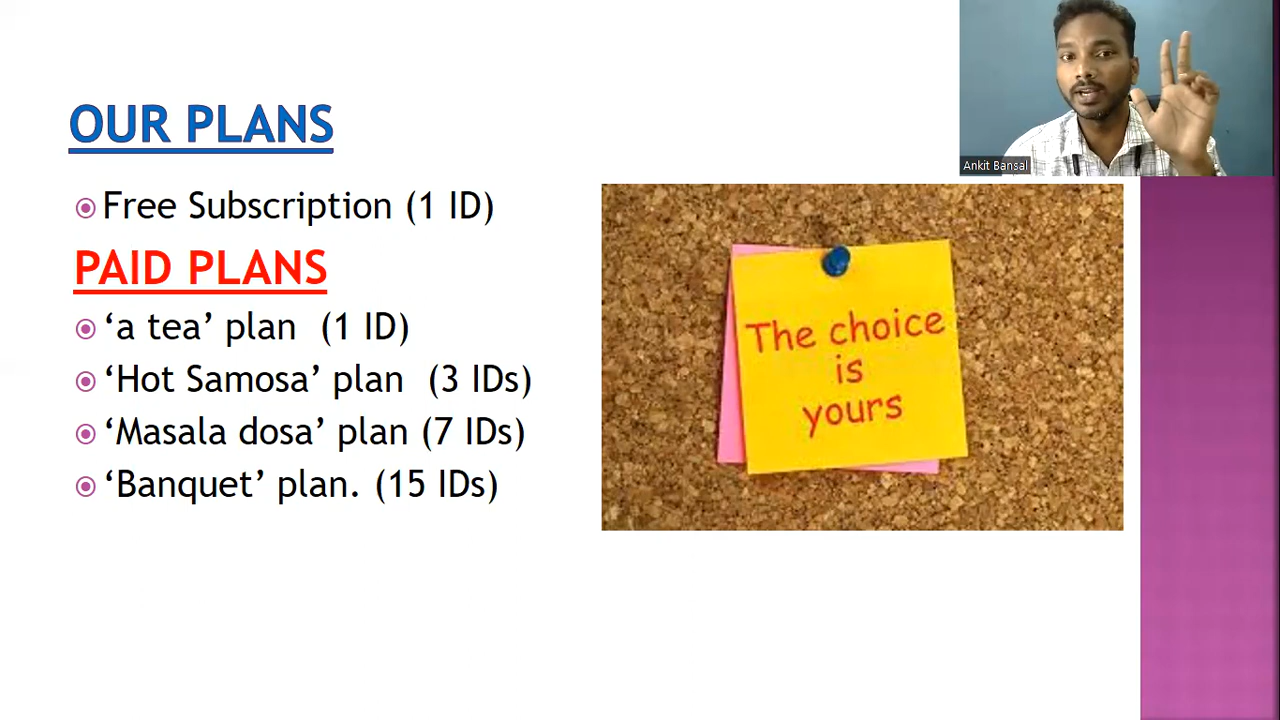 OUR PLANS
Free Subscription (1 ID)
PAID PLANS
‘a tea’ plan (1 ID)
‘Hot Samosa’ plan (3 IDs)
‘Masala dosa’ plan (7 IDs)
‘Banquet’ plan. (15 IDs)
The choice
is
yours
Ankit Bansal